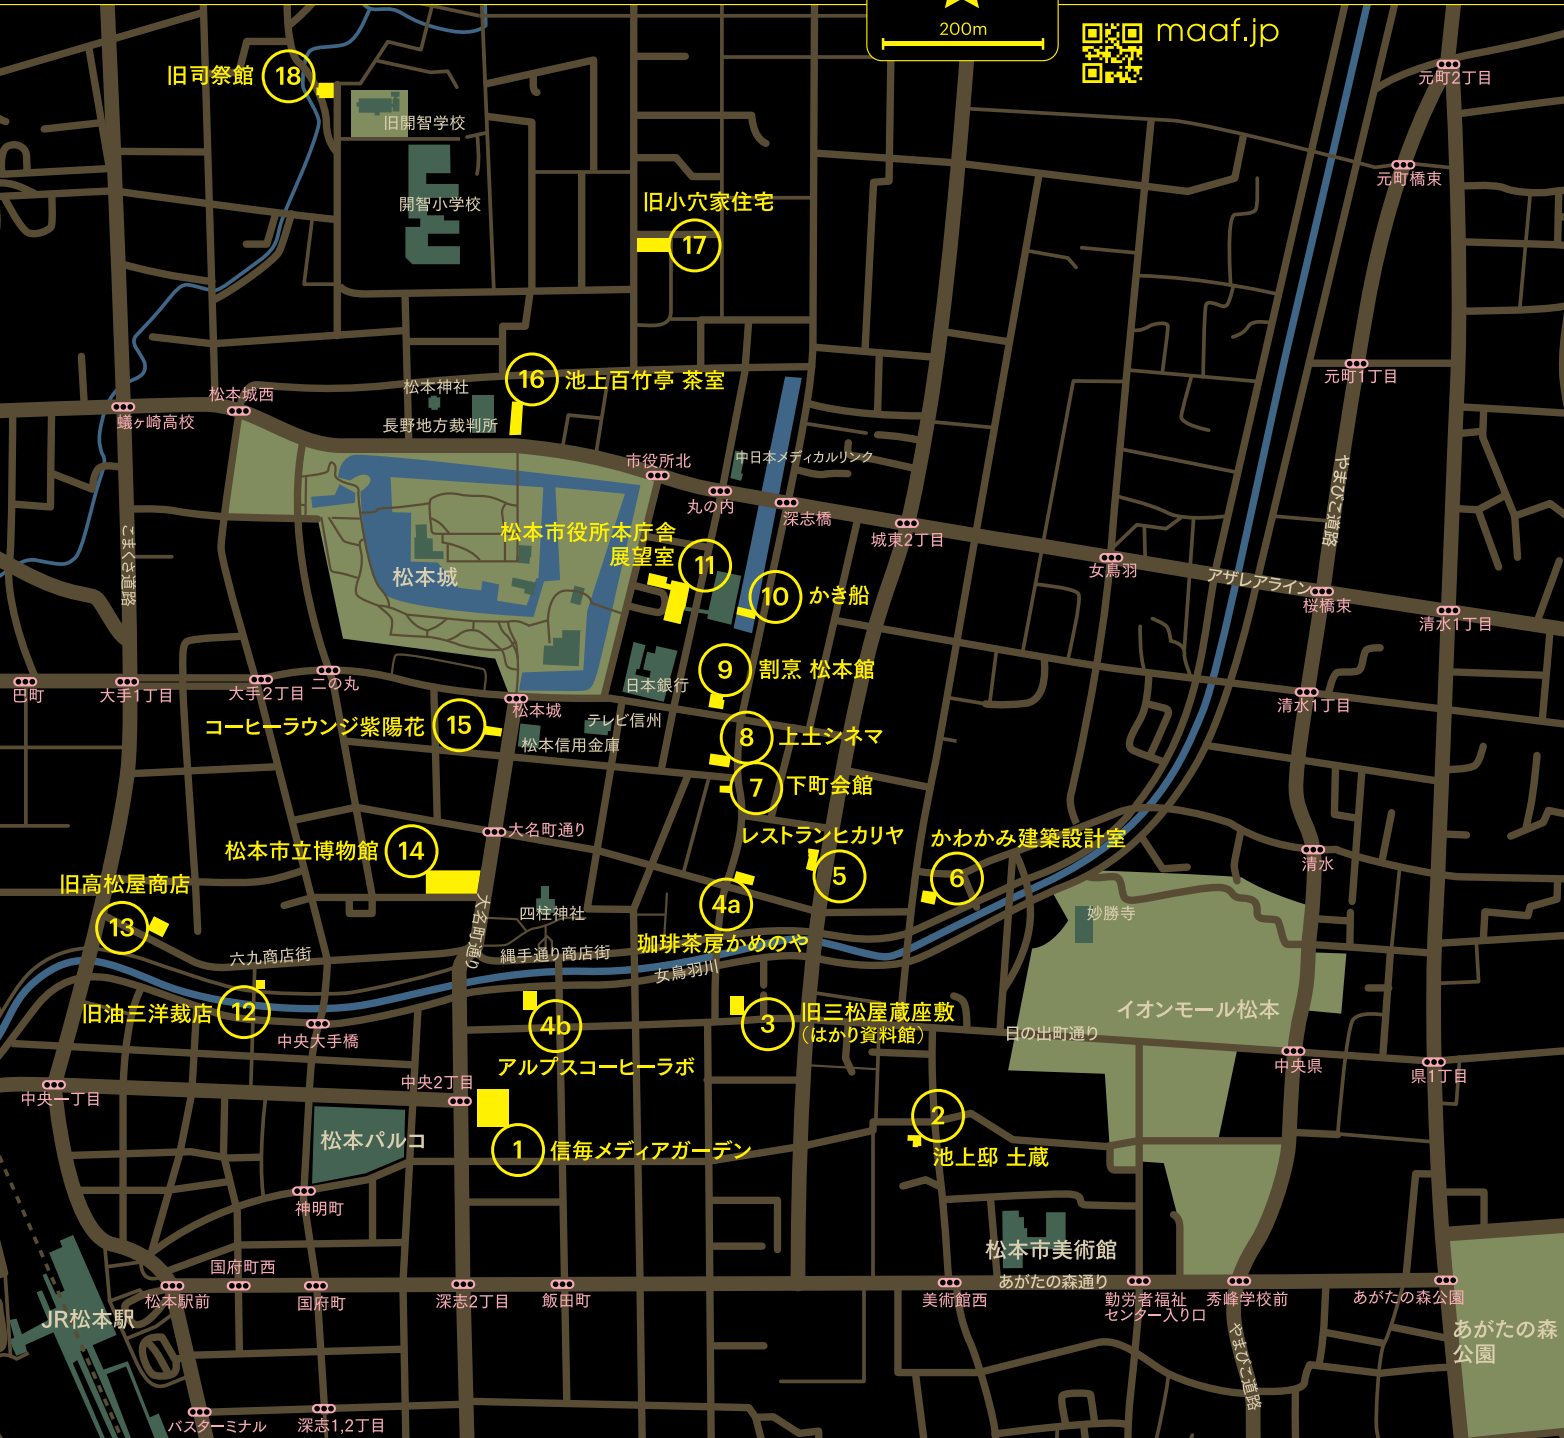 200m
maaf.jp
元町2丁目
18
旧司祭館
旧開智学校
元町橋東
開智小学校
旧小穴家住宅
17
元町1丁目
松本神社
16
池上百竹亭 茶室
松本城西
蟻ヶ崎高校
長野地方裁判所
市役所北
中日本メディカルリンク
丸の内
深志橋
城東2丁目
やまびこ道路
松本市役所本庁舎
展望室
11
女鳥羽
アザレアライン
こまくさ道路
松本城
10
かき船
桜橋東
清水1丁目
9
割烹 松本館
日本銀行
巴町
大手1丁目
大手2丁目
二の丸
清水1丁目
松本城
テレビ信州
コーヒーラウンジ紫陽花
15
松本信用金庫
8
上土シネマ
7
下町会館
大名町通り
レストランヒカリヤ
かわかみ建築設計室
松本市立博物館
14
清水
5
6
旧高松屋商店
4a
13
大名町通り
四柱神社
妙勝寺
珈琲茶房かめのや
六九商店街
縄手通り商店街
女鳥羽川
旧油三洋裁店
12
4b
3
旧三松屋蔵座敷
（はかり資料館）
イオンモール松本
日の出町通り
中央大手橋
アルプスコーヒーラボ
中央県
県1丁目
中央2丁目
中央一丁目
2
松本パルコ
1
信毎メディアガーデン
池上邸 土蔵
神明町
松本市美術館
国府町西
あがたの森通り
松本駅前
国府町
深志2丁目
飯田町
美術館西
勤労者福祉
センター入り口
秀峰学校前
あがたの森公園
JR松本駅
あがたの森
公園
やまびこ道路
バスターミナル
深志1,2丁目